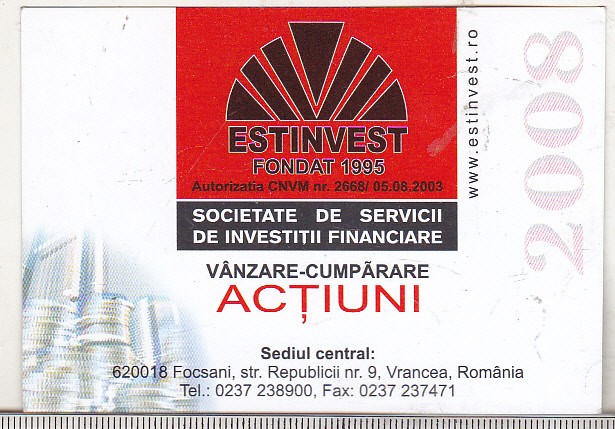 ESTINVEST
FONDAT 1995
Autorizatia CNVM nr. 2668/ 05.08.2003
SOCIETATE DE SERVICII
DE INVESTIȚII FINANCIARE
VÂNZARE-CUMPĂRARE
ACȚIUNI
Sediul central:
620018 Focsani, str. Republicii nr. 9, Vrancea, România
Tel.: 0237 238900, Fax: 0237 237471
www.estinvest.ro
2008